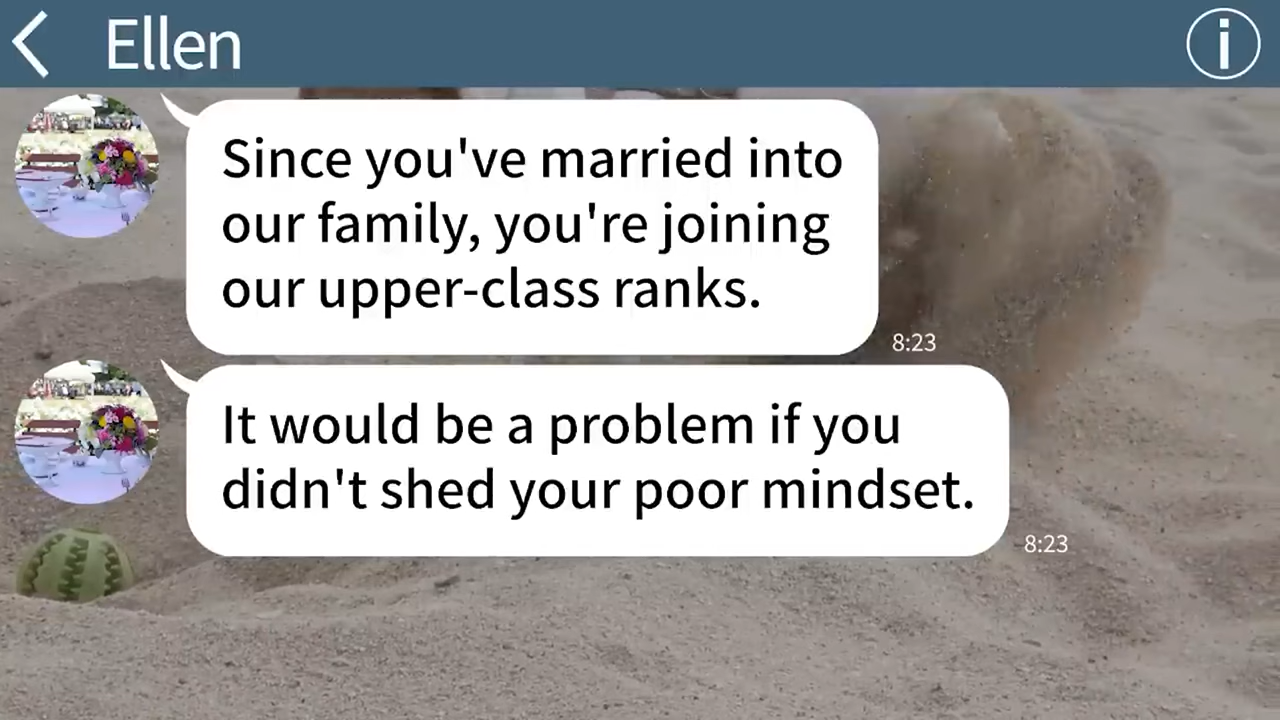 Ellen
Since you've married into
our family, you're joining
our upper-class ranks.
8:23
It would be a problem if you
didn't shed your poor mindset.
8:23